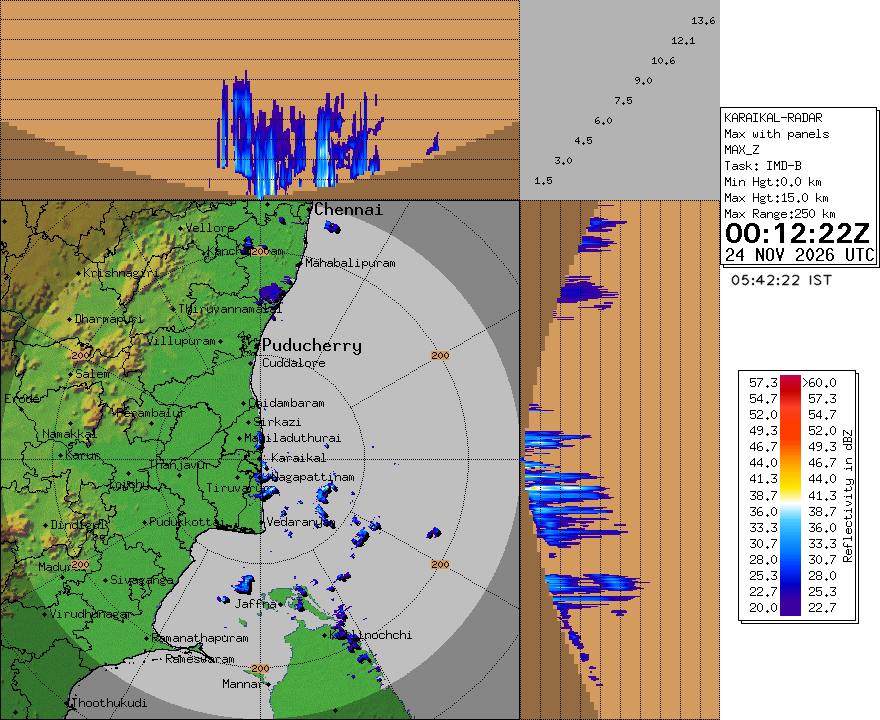 13.6
12.1
10.6
9.0
7.5
6.0
4.5
3.0
1.5
KARAIKAL-RADAR
Max with panels
MAX_Z
Task: IMD-B
Min Hgt:0.0 km
Max Hgt:15.0 km
Max Range:250 km
00:12:22Z
24 NOV 2026 UTC
05:42:22 IST
Chennai
Vellore
200
Mahabalipuram
Krishnagiri
Thiruvannamalai
Dharmapuri
Villupuram
Puducherry
200
200
Cuddalore
Salem
Erode
Cuddambaram
Perambalur
Sirkazi
Namakkal
Mailaduthurai
Karur
Karaikal
Thanjavur
Nagapattinam
Tiruvarur
Dindigul
Pudukkottai
Vedaranyam
200
200
Madurai
Sivaganga
Jaffna
Virudhunagar
Ramanathapuram
Killinochchi
Rameswaram
200
Mannar
Thoothukudi
57.3 >60.0
54.7 57.3
52.0 54.7
49.3 52.0
46.7 49.3
44.0 46.7
41.3 44.0
38.7 41.3
36.0 38.7
33.3 36.0
30.7 33.3
28.0 30.7
25.3 28.0
22.7 25.3
20.0 22.7
Reflectivity in dBZ